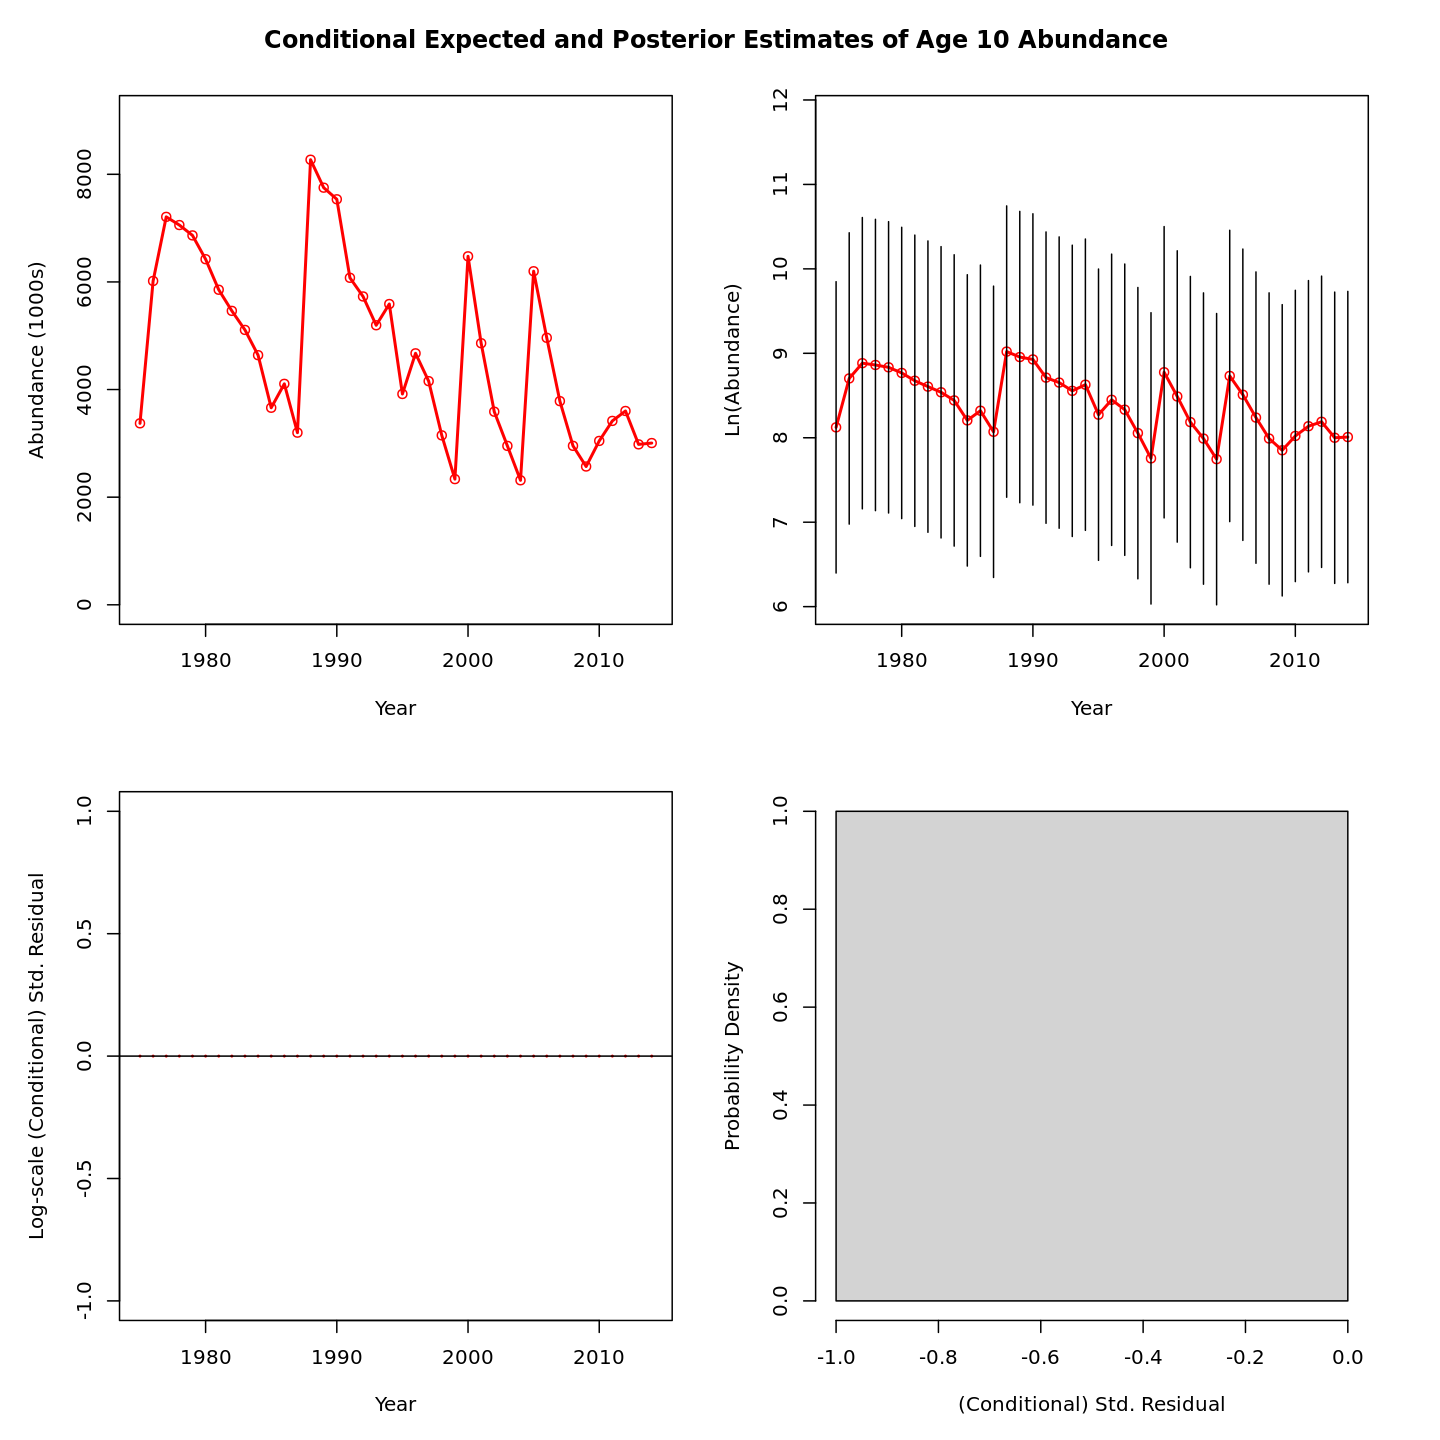 Conditional Expected and Posterior Estimates of Age 10 Abundance
Abundance (1000s)
8000
6000
4000
2000
0
1980 1990 2000 2010
Year
Ln(Abundance)
12
11
10
9
8
7
6
1980 1990 2000 2010
Year
Log-scale (Conditional) Std. Residual
1.0
0.5
0.0
-0.5
-1.0
1980 1990 2000 2010
Year
Probability Density
1.0
0.8
0.6
0.4
0.2
0.0
-1.0 -0.8 -0.6 -0.4 -0.2 0.0
(Conditional) Std. Residual